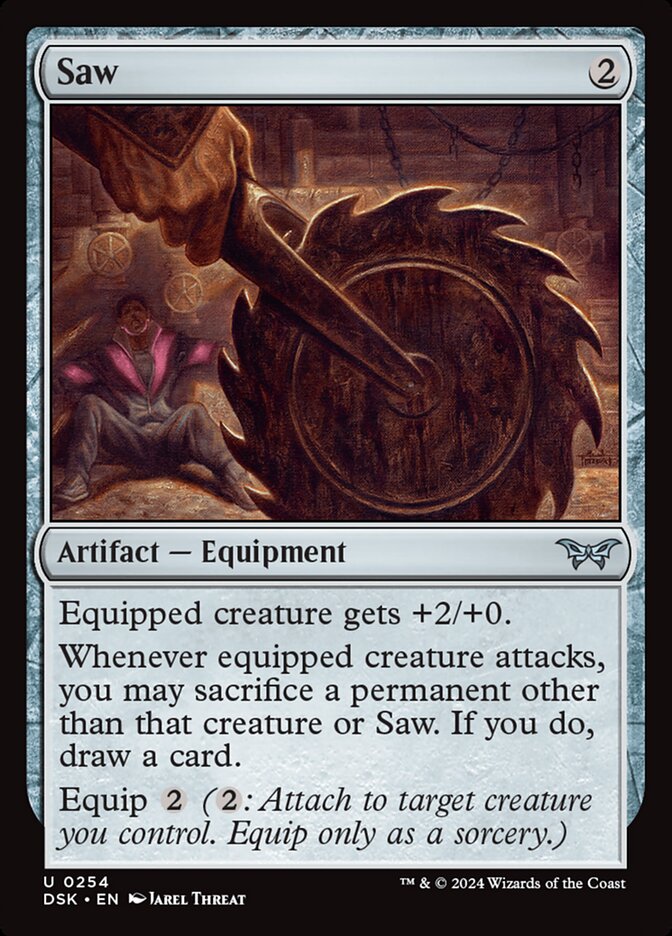 Saw 2
Artifact — Equipment
Equipped creature gets +2/+0.
Whenever equipped creature attacks,
you may sacrifice a permanent other
than that creature or Saw. If you do,
draw a card.
Equip 2 (2: Attach to target creature
you control. Equip only as a sorcery.)
U 0254
DSK • EN JAREL THREAT
™ & © 2024 Wizards of the Coast